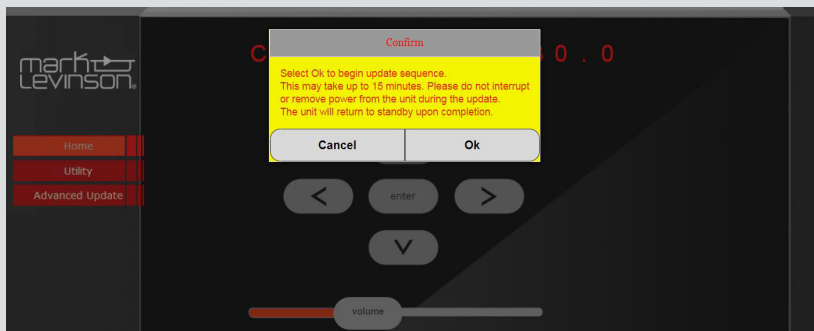 mark
Levinson®
C
80.0
Confirm
Select Ok to begin update sequence.
This may take up to 15 minutes. Please do not interrupt
or remove power from the unit during the update.
The unit will return to standby upon completion.
Cancel
Ok
Home
Utility
Advanced Update
enter
volume